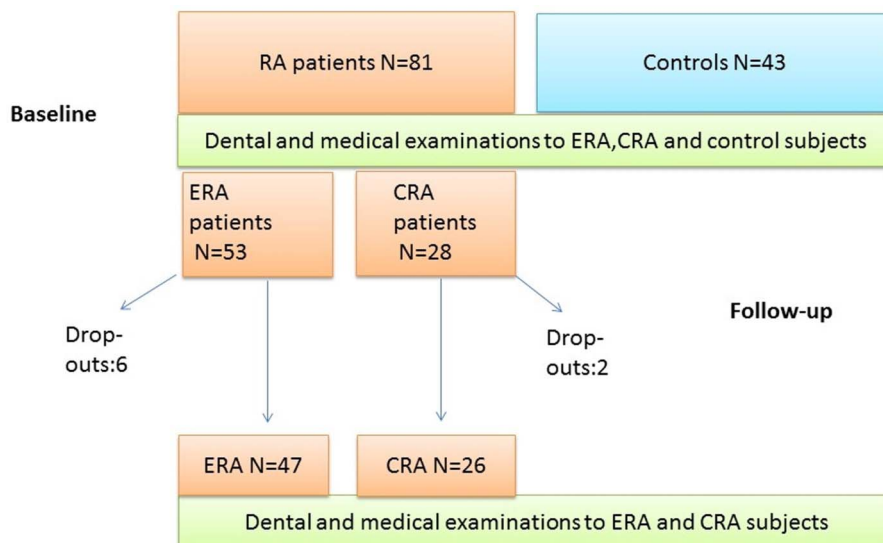 RA patients N=81
Controls N=43
Baseline
Dental and medical examinations to ERA,CRA and control subjects
ERA
patients
N=53
CRA
patients
N=28
Follow-up
Drop-
outs:6
Drop-
outs:2
ERA N=47
CRA N=26
Dental and medical examinations to ERA and CRA subjects